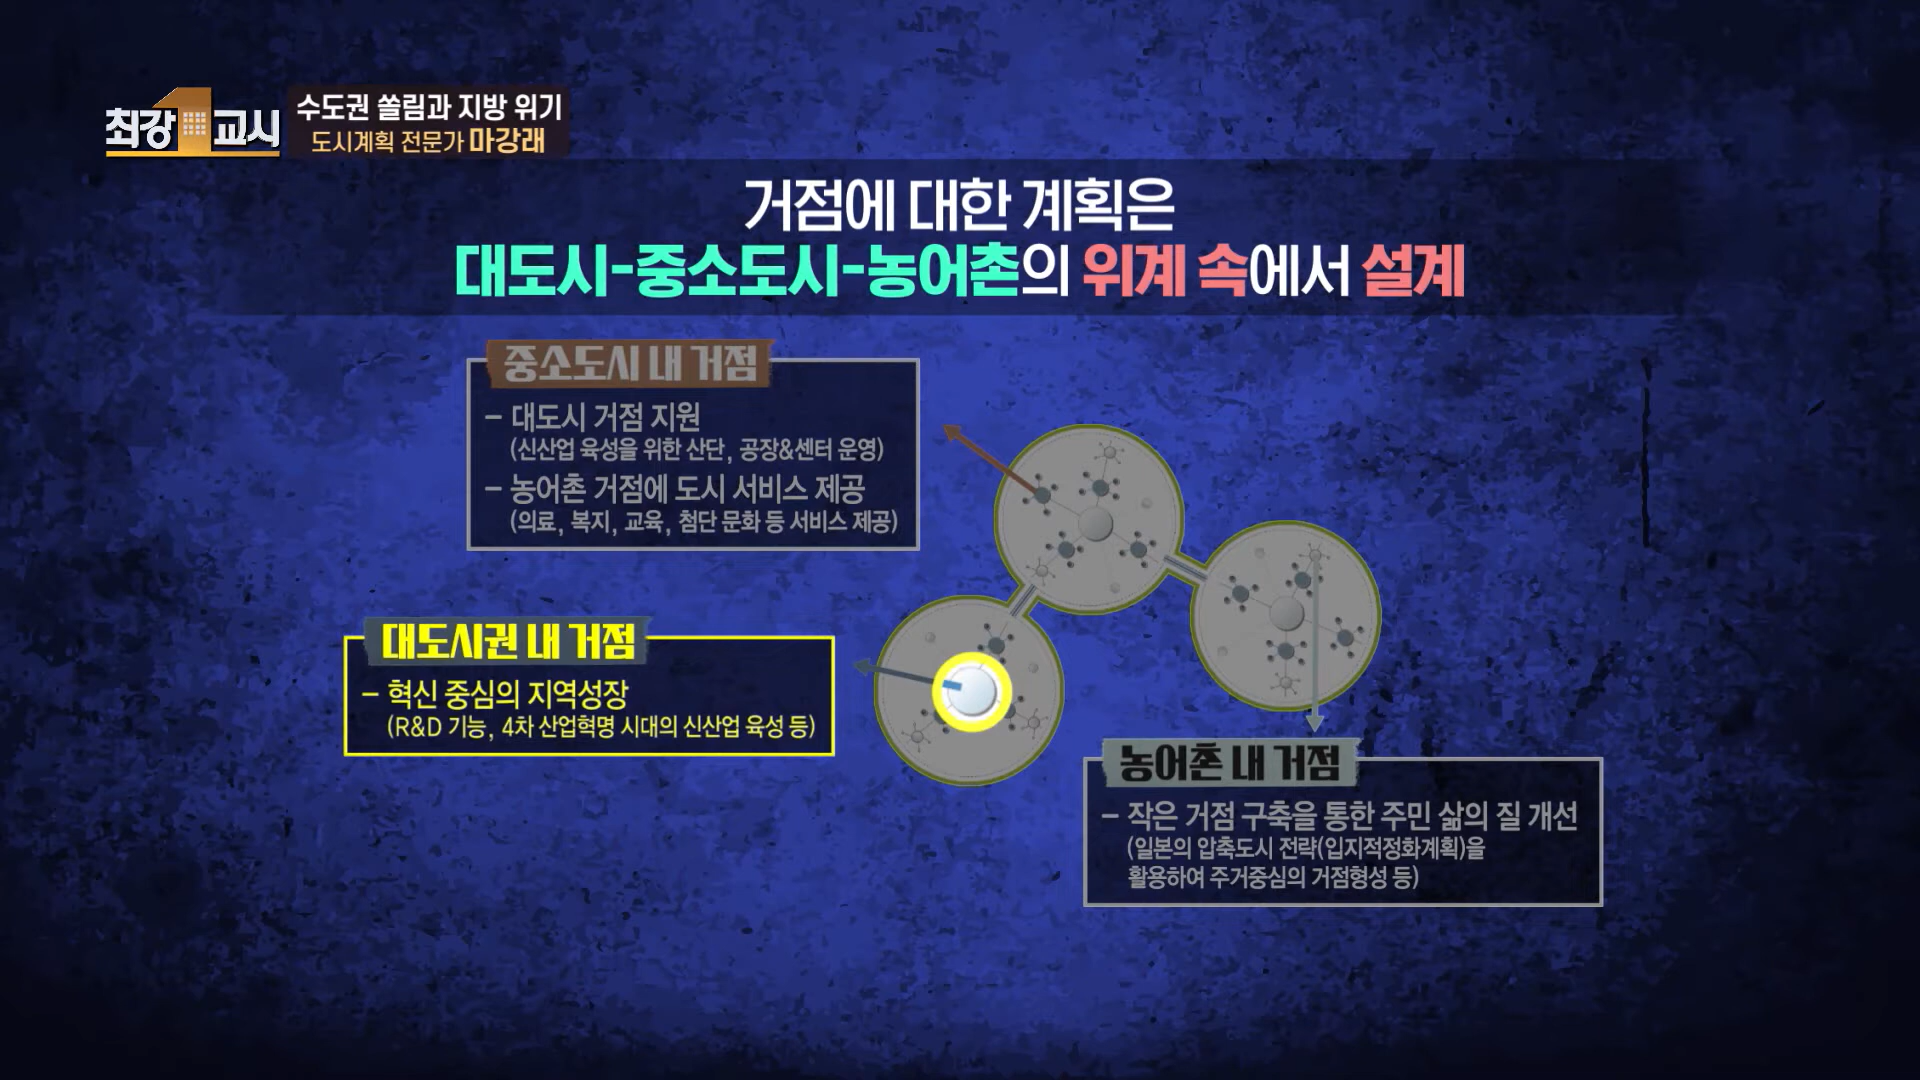 최강1교시
수도권 쏠림과 지방 위기
도시계획 전문가 마강래
거점에 대한 계획은
대도시-중소도시-농어촌의 위계 속에서 설계
중소도시 내 거점
- 대도시 거점 지원
(신산업 육성을 위한 산단, 공장&센터 운영)
- 농어촌 거점에 도시 서비스 제공
(의료, 복지, 교육, 첨단 문화 등 서비스 제공)
대도시권 내 거점
- 혁신 중심의 지역성장
(R&D 기능, 4차 산업혁명 시대의 신산업 육성 등)
농어촌 내 거점
- 작은 거점 구축을 통한 주민 삶의 질 개선
(일본의 압축도시 전략(입지적정화계획)을
활용하여 주거중심의 거점형성 등)